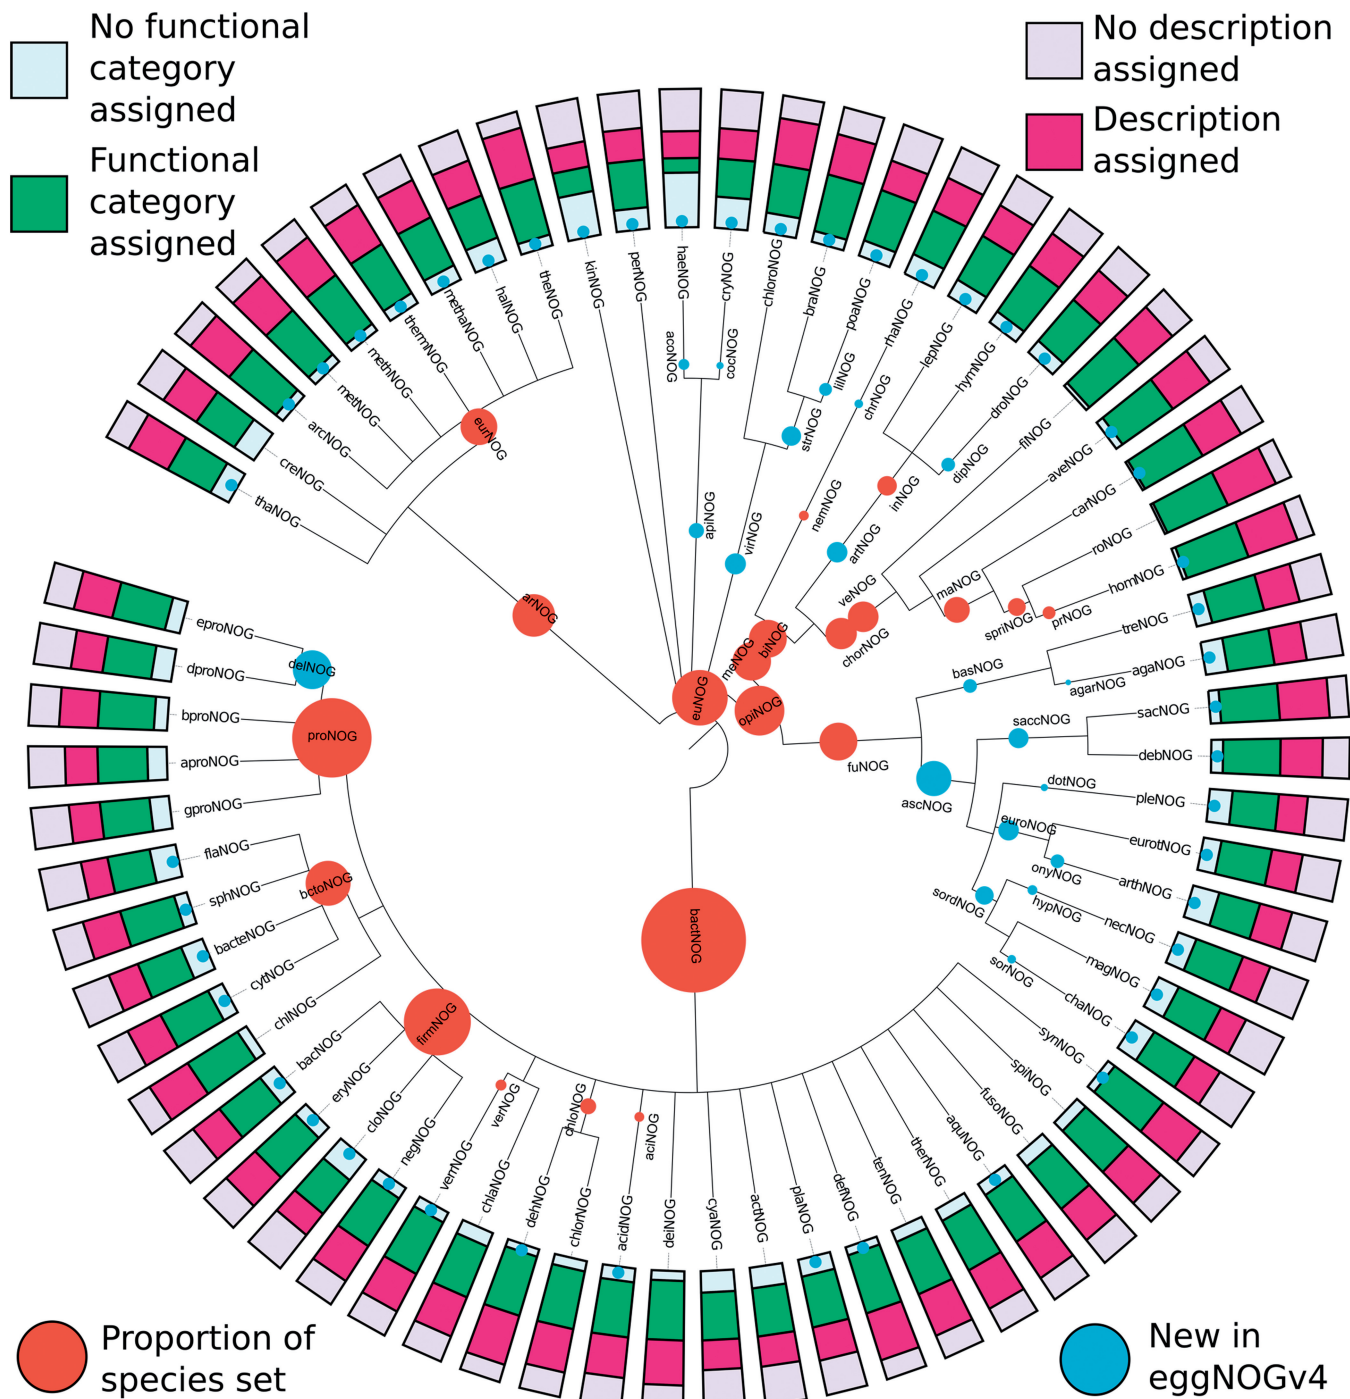 No functional
category
assigned
Functional
category
assigned
No description
assigned
Description
assigned
thaNOG
creNOG
arcNOG
metNOG
methNOG
thermNOG
methaNOG
halNOG
theNOG
eurNOG
arNOG
kinNOG
perNOG
haeNOG
cryNOG
acoNOG
cocNOG
apiNOG
chloroNOG
braNOG
poaNOG
liliNOG
strNOG
virNOG
rhaNOG
chrNOG
nemNOG
lepNOG
hymNOG
droNOG
dipNOG
inNOG
artNOG
fiNOG
aveNOG
carNOG
roNOG
homNOG
prNOG
spriNOG
maNOG
veNOG
chorNOG
biNOG
meNOG
euNOG
opiNOG
fuNOG
treNOG
agaNOG
agarNOG
basNOG
sacNOG
debNOG
saccNOG
ascNOG
dotNOG
pleNOG
euroNOG
eurotNOG
onyNOG
arthNOG
sordNOG
hypNOG
necNOG
magNOG
sorNOG
chaNOG
synNOG
spiNOG
fusoNOG
aquNOG
therNOG
tenNOG
defNOG
plaNOG
actNOG
cyaNOG
deiNOG
acidNOG
aciNOG
chlorNOG
dehNOG
chloNOG
chlaNOG
verrNOG
verNOG
negNOG
cloNOG
eryNOG
bacNOG
firmNOG
chlNOG
cytNOG
bacteNOG
sphNOG
flaNOG
bctoNOG
gproNOG
aproNOG
bproNOG
proNOG
dproNOG
eproNOG
delNOG
bactNOG
Proportion of
species set
New in
eggNOGv4